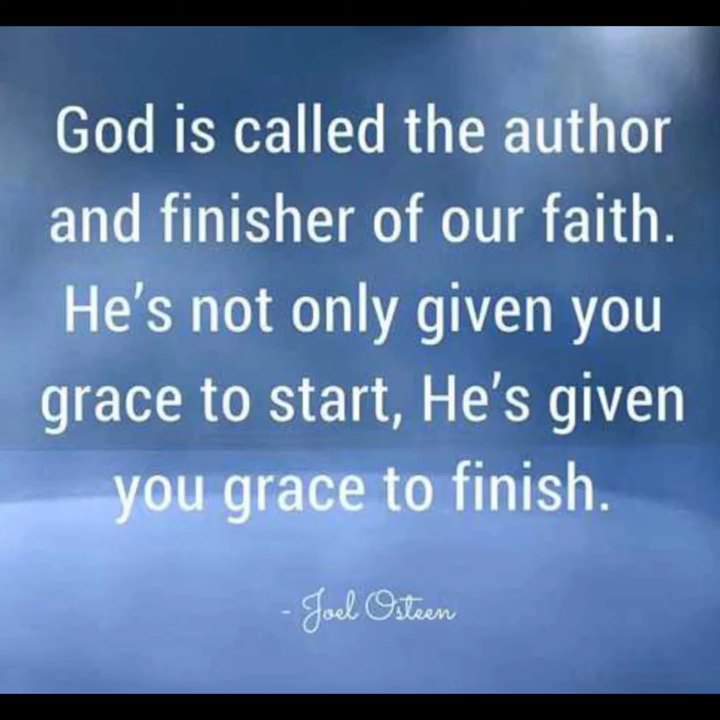 God is called the author
and finisher of our faith.
He's not only given you
grace to start, He's given
you grace to finish.
- Joel Osteen